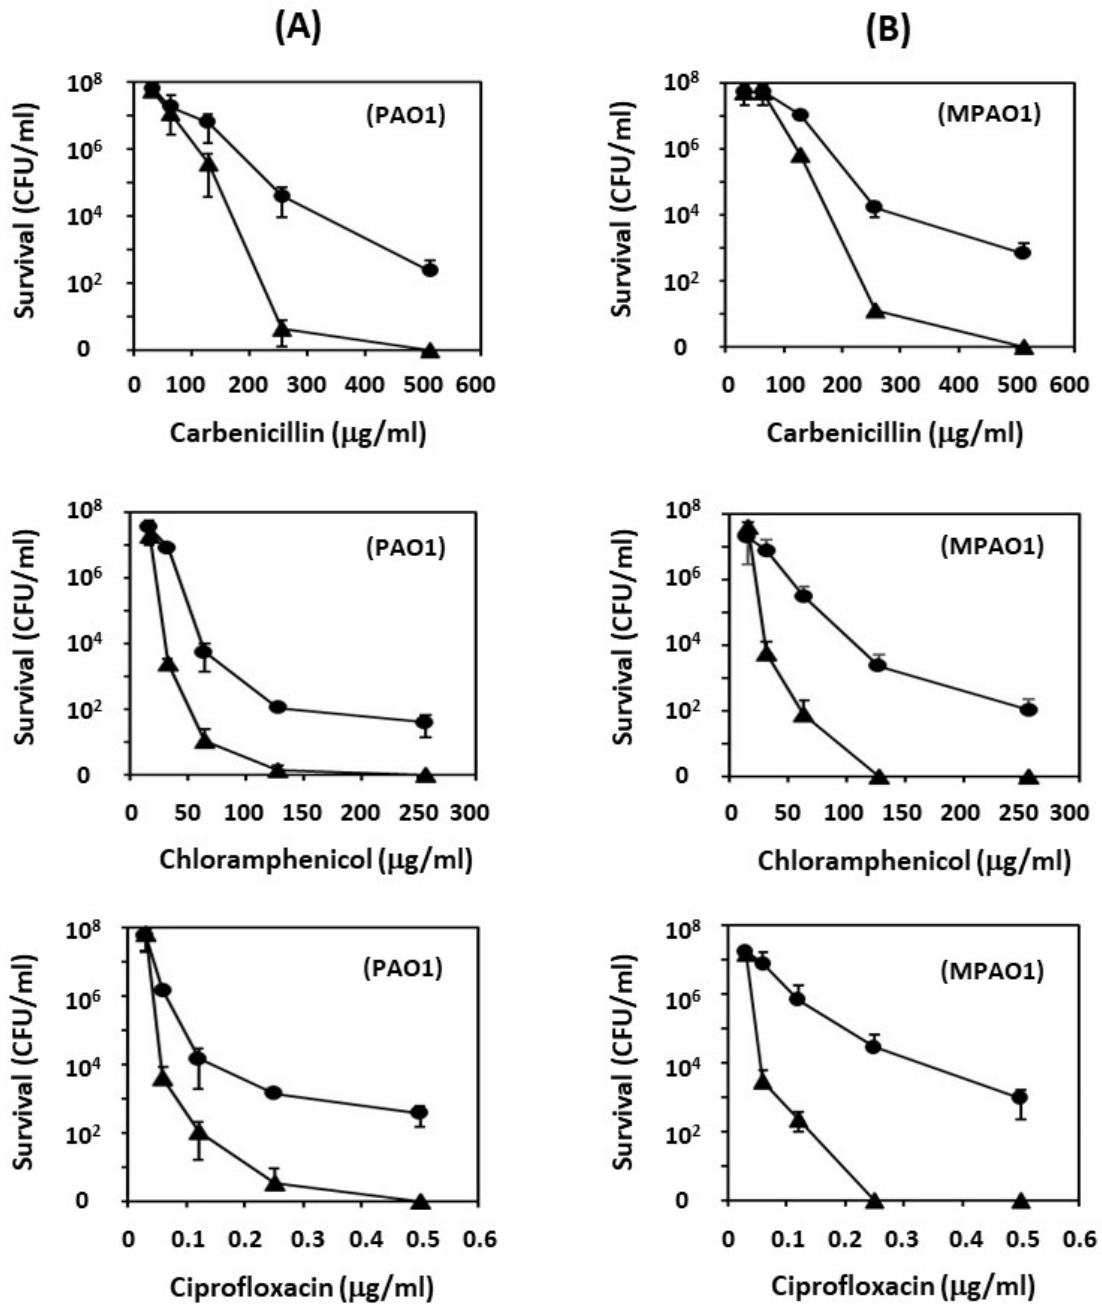 (A)
(B)
Survival (CFU/ml)
10⁸
10⁶
10⁴
10²
0
(PAO1)
0 100 200 300 400 500 600
Carbenicillin (µg/ml)
Survival (CFU/ml)
10⁸
10⁶
10⁴
10²
0
(MPAO1)
0 100 200 300 400 500 600
Carbenicillin (µg/ml)
Survival (CFU/ml)
10⁸
10⁶
10⁴
10²
0
(PAO1)
0 50 100 150 200 250 300
Chloramphenicol (µg/ml)
Survival (CFU/ml)
10⁸
10⁶
10⁴
10²
0
(MPAO1)
0 50 100 150 200 250 300
Chloramphenicol (µg/ml)
Survival (CFU/ml)
10⁸
10⁶
10⁴
10²
0
(PAO1)
0 0.1 0.2 0.3 0.4 0.5 0.6
Ciprofloxacin (µg/ml)
Survival (CFU/ml)
10⁸
10⁶
10⁴
10²
0
(MPAO1)
0 0.1 0.2 0.3 0.4 0.5 0.6
Ciprofloxacin (µg/ml)